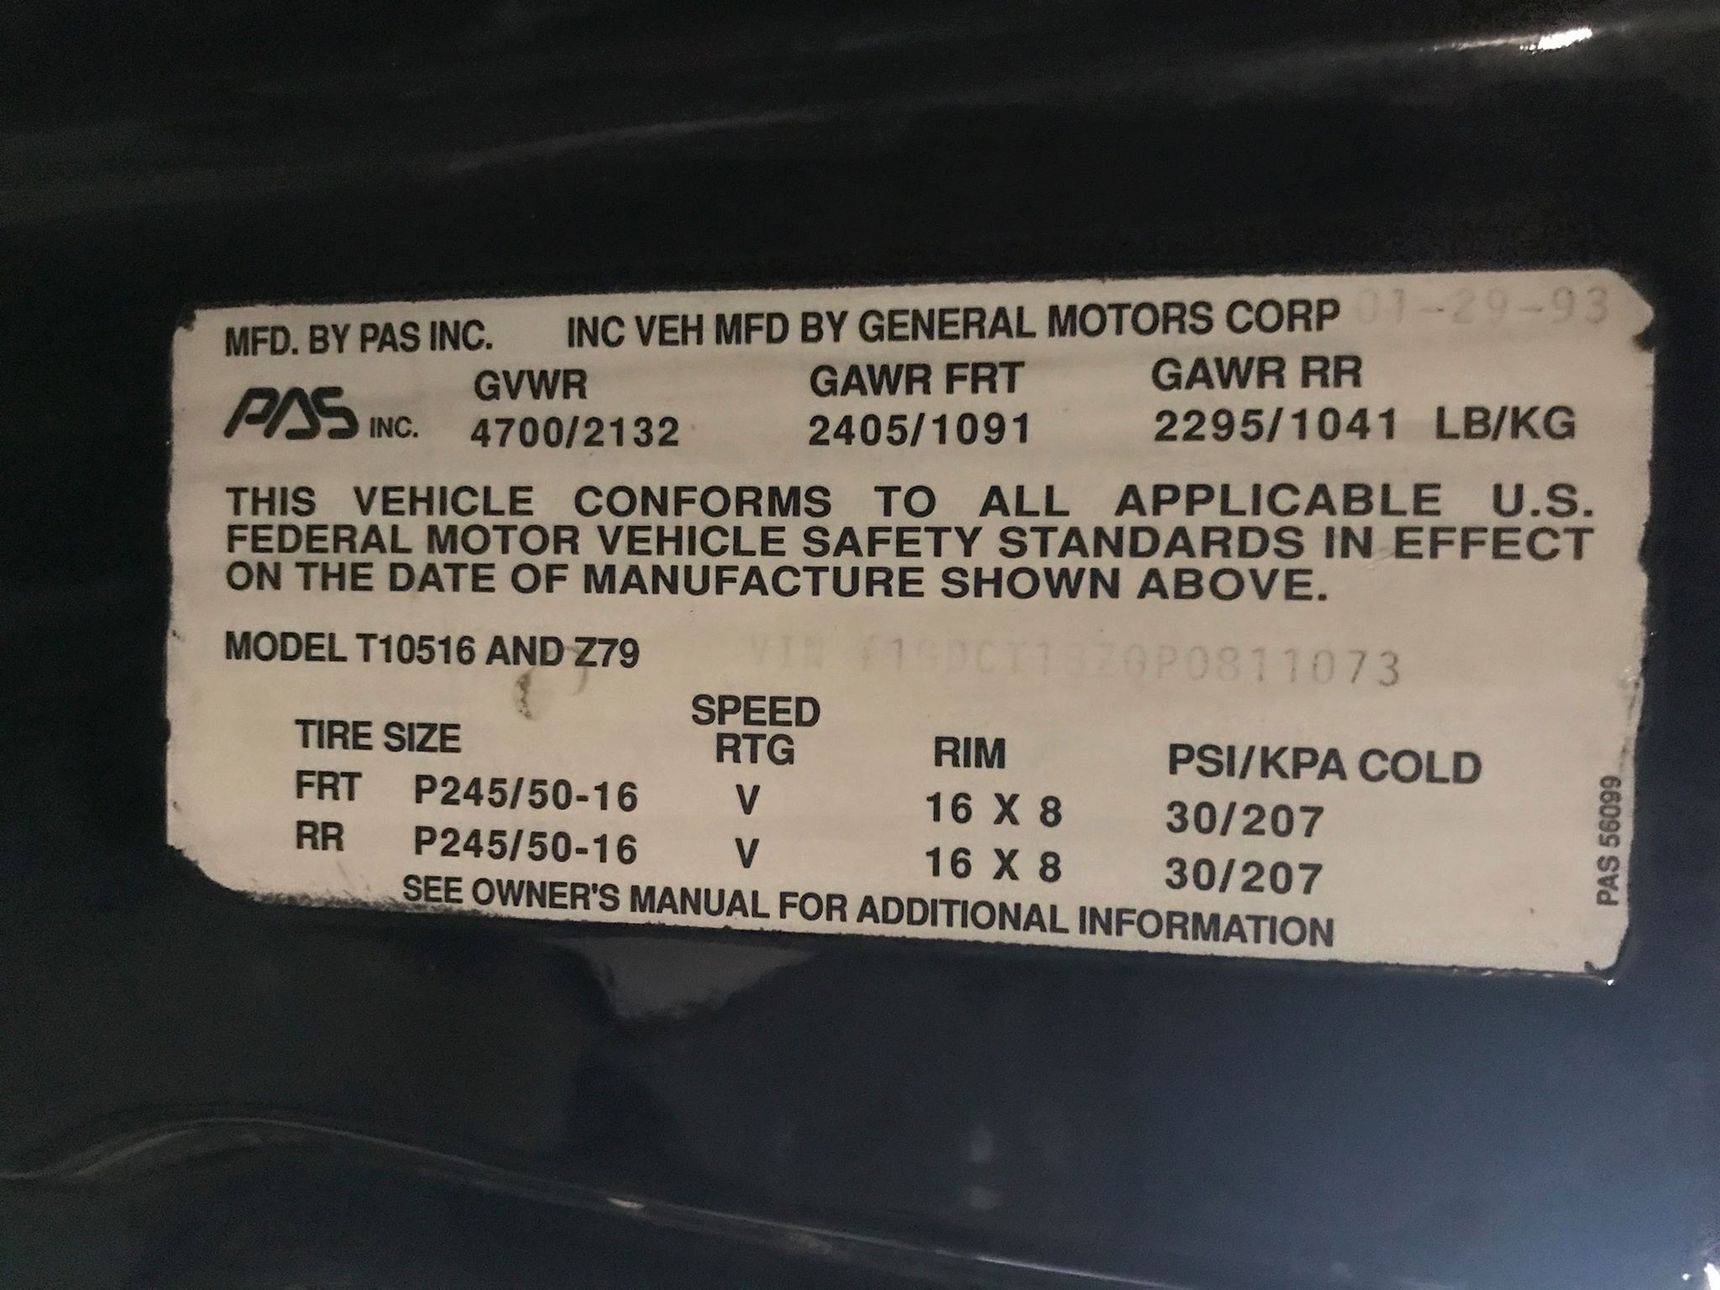 MFD. BY PAS INC. INC VEH MFD BY GENERAL MOTORS CORP 01-29-93
PAS INC. GVWR GAWR FRT GAWR RR
4700/2132 2405/1091 2295/1041 LB/KG
THIS VEHICLE CONFORMS TO ALL APPLICABLE U.S.
FEDERAL MOTOR VEHICLE SAFETY STANDARDS IN EFFECT
ON THE DATE OF MANUFACTURE SHOWN ABOVE.
MODEL T10516 AND Z79 VIN
TIRE SIZE SPEED RTG RIM PSI/KPA COLD
FRT P245/50-16 V 16 X 8 30/207
RR P245/50-16 V 16 X 8 30/207
SEE OWNER'S MANUAL FOR ADDITIONAL INFORMATION
PAS 56099